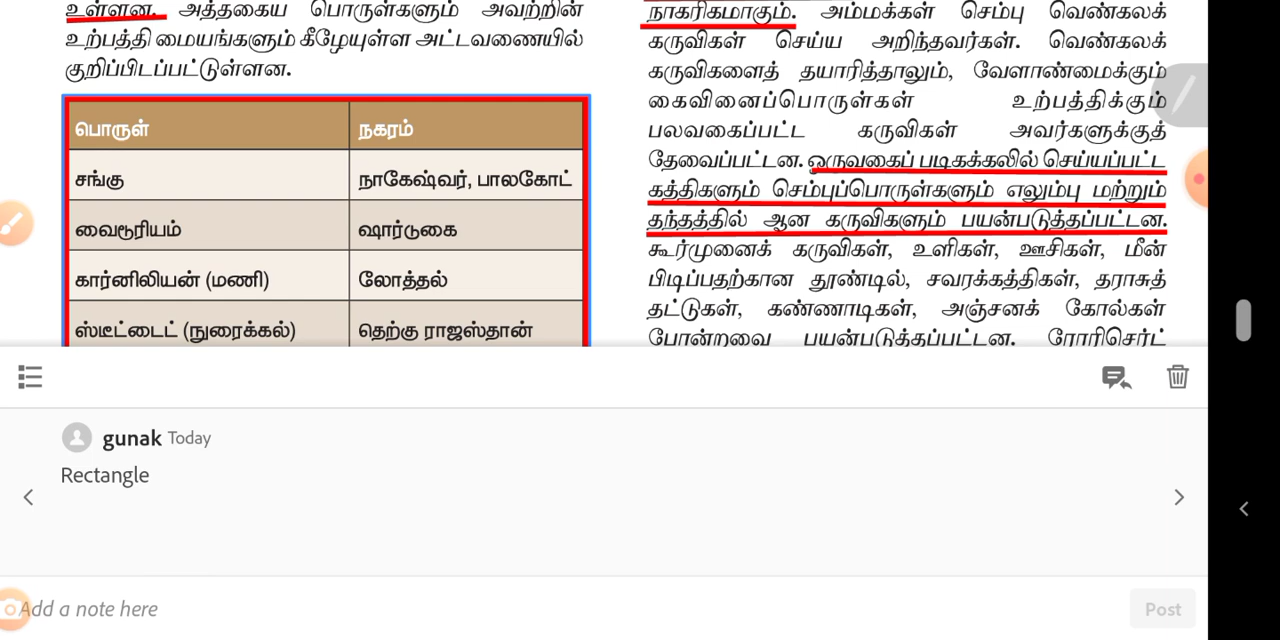 உள்ளன. அத்தகைய பொருள்களும் அவற்றின்
உற்பத்தி மையங்களும் கீழேயுள்ள அட்டவணையில்
குறிப்பிடப்பட்டுள்ளன.
பொருள் நகரம்
சங்கு நாகேஷ்வர், பாலகோட்
வைரூரியம் ஷார்டுகை
கார்னிலியன் (மணி) லோத்தல்
ஸ்டீட்டைட் (நுரைக்கல்) தெற்கு ராஜஸ்தான்
நாகரிகமாகும். அம்மக்கள் செம்பு வெண்கலக்
கருவிகள் செய்ய அறிந்தவர்கள். வெண்கலக்
கருவிகளைத் தயாரித்தாலும், வேளாண்மைக்கும்
கைவினைப்பொருள்கள் உற்பத்திக்கும்
பலவகைப்பட்ட கருவிகள் அவர்களுக்குத்
தேவைப்பட்டன. ஒருவகைப் படிகக்கலில் செய்யப்பட்ட
கத்திகளும் செம்புப்பொருள்களும் எலும்பு மற்றும்
தந்தத்தில் ஆன கருவிகளும் பயன்படுத்தப்பட்டன.
கூர்முனைக் கருவிகள், உளிகள், ஊசிகள், மீன்
பிடிப்பதற்கான தூண்டில், சவரக்கத்திகள், தராசுத்
தட்டுகள், கண்ணாடிகள், அஞ்சனக் கோல்கள்
போன்றவை பயன்படுத்தப்பட்டன. ரோரிசெர்ட்
gunak Today
Rectangle
Add a note here
Post